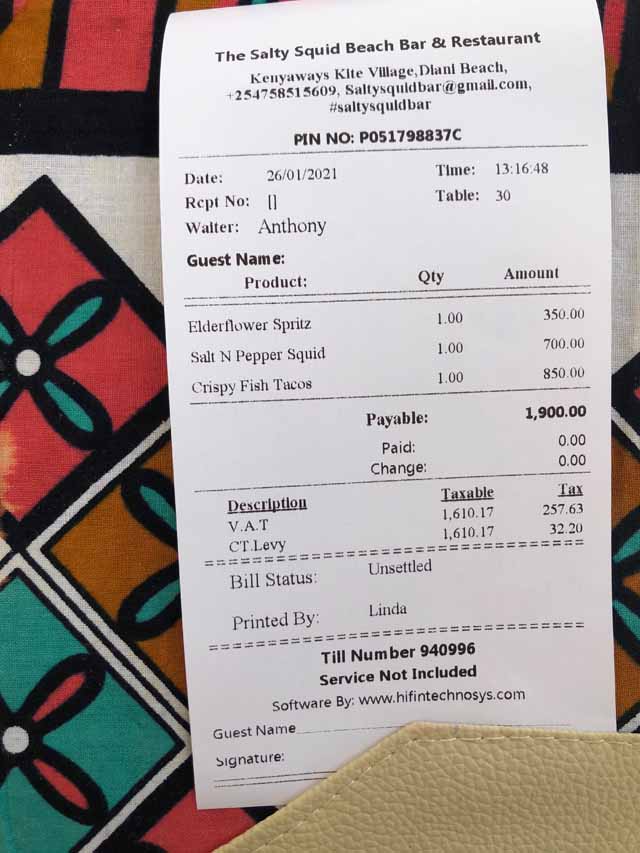 The Salty Squid Beach Bar & Restaurant
Kenyaways Kite Village,Diani Beach,
+254758515609, Saltysquidbar@gmail.com,
#saltysquidbar
PIN NO: P051798837C
Date: 26/01/2021 Time: 13:16:48
Rcpt No: [] Table: 30
Waiter: Anthony
Guest Name:
Product: Qty Amount
Elderflower Spritz 1.00 350.00
Salt N Pepper Squid 1.00 700.00
Crispy Fish Tacos 1.00 850.00
Payable: 1,900.00
Paid: 0.00
Change: 0.00
Description Taxable Tax
V.A.T 1,610.17 257.63
CT.Levy 1,610.17 32.20
Bill Status: Unsettled
Printed By: Linda
Till Number 940996
Service Not Included
Software By: www.hifintechnosys.com
Guest Name
Signature: